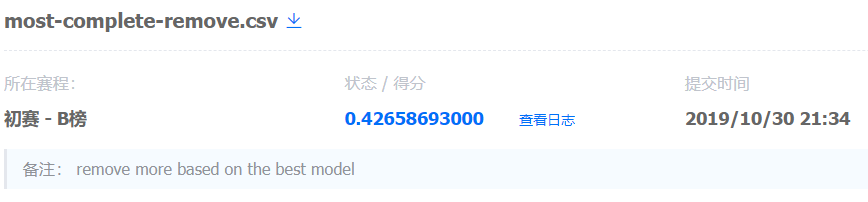 most-complete-remove.csv
所在赛程: 状态 / 得分 提交时间
初赛 - B榜 0.42658693000 查看日志 2019/10/30 21:34
备注: remove more based on the best model